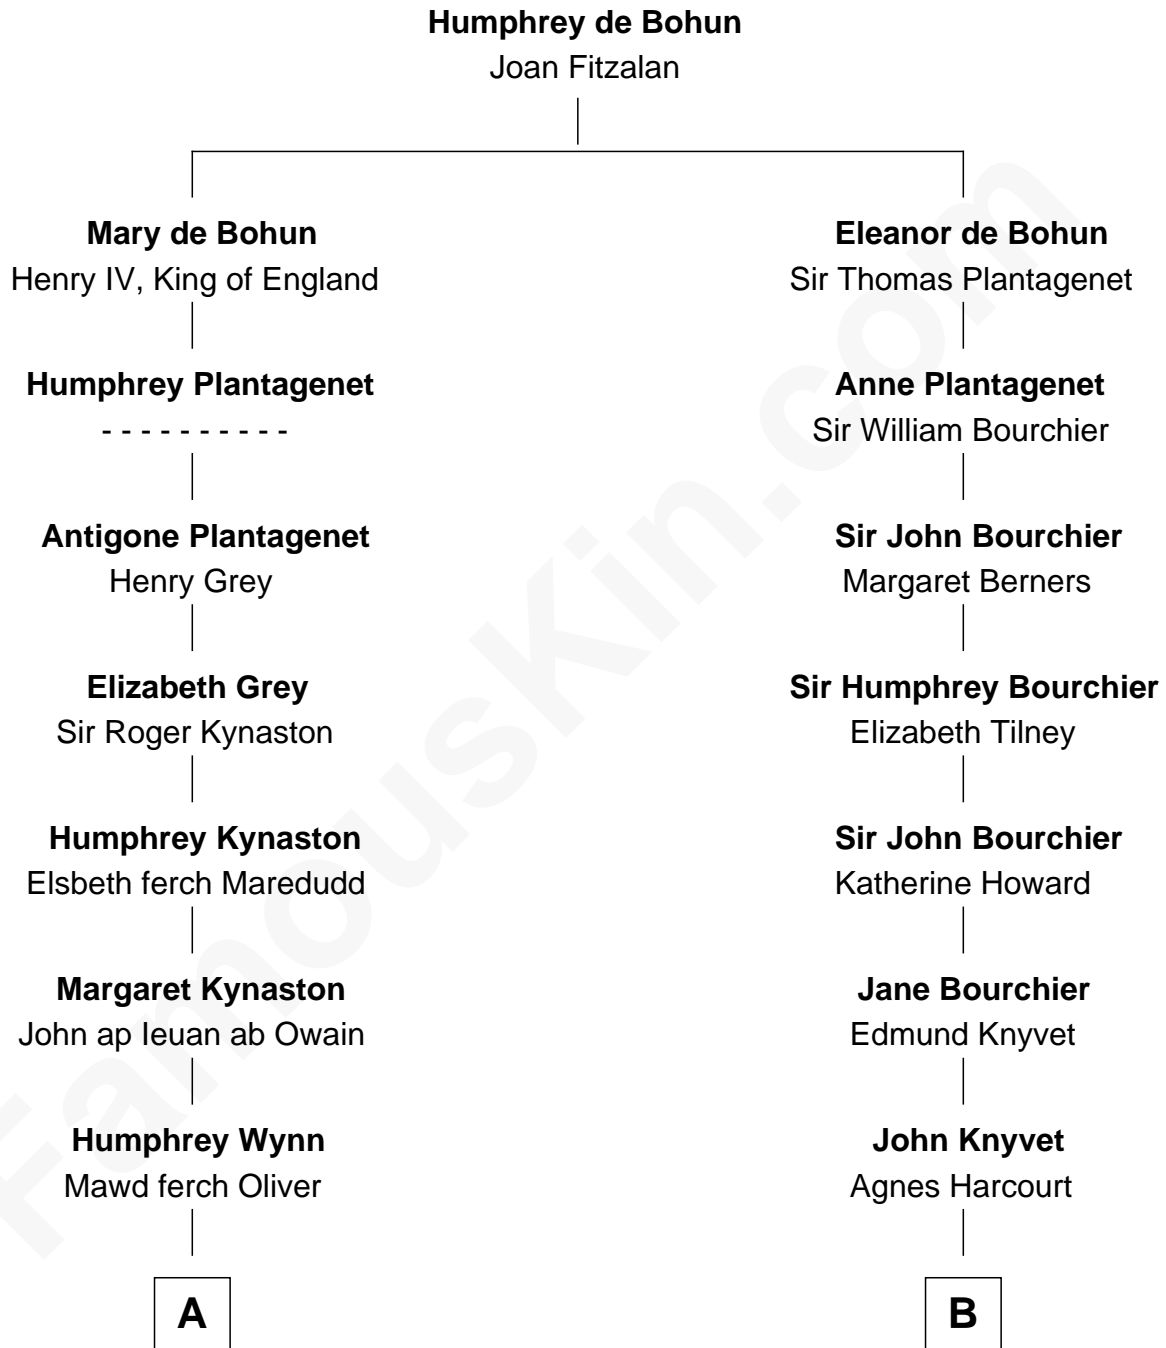 Humphrey de Bohun
Joan Fitzalan
Mary de Bohun
Henry IV, King of England
Humphrey Plantagenet
- - - - - - - - - -
Antigone Plantagenet
Henry Grey
Elizabeth Grey
Sir Roger Kynaston
Humphrey Kynaston
Elsbeth ferch Maredudd
Margaret Kynaston
John ap Ieuan ab Owain
Humphrey Wynn
Mawd ferch Oliver
A
Eleanor de Bohun
Sir Thomas Plantagenet
Anne Plantagenet
Sir William Bourchier
Sir John Bourchier
Margaret Berners
Sir Humphrey Bourchier
Elizabeth Tilney
Sir John Bourchier
Katherine Howard
Jane Bourchier
Edmund Knyvet
John Knyvet
Agnes Harcourt
B
FamousKin.com